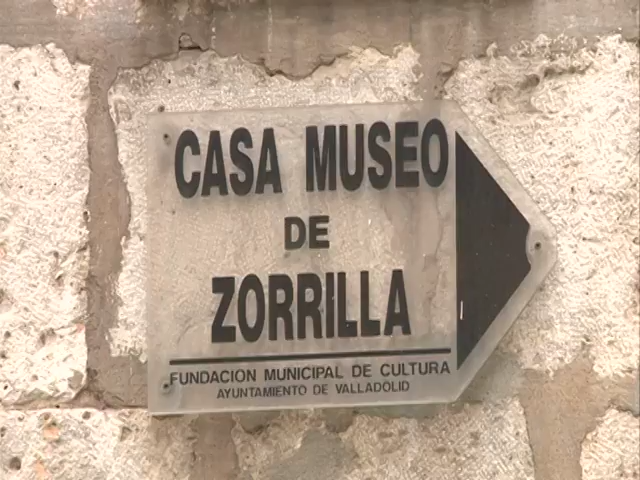 CASA MUSEO
DE
ZORRILLA
FUNDACION MUNICIPAL DE CULTURA
AYUNTAMIENTO DE VALLADOLID